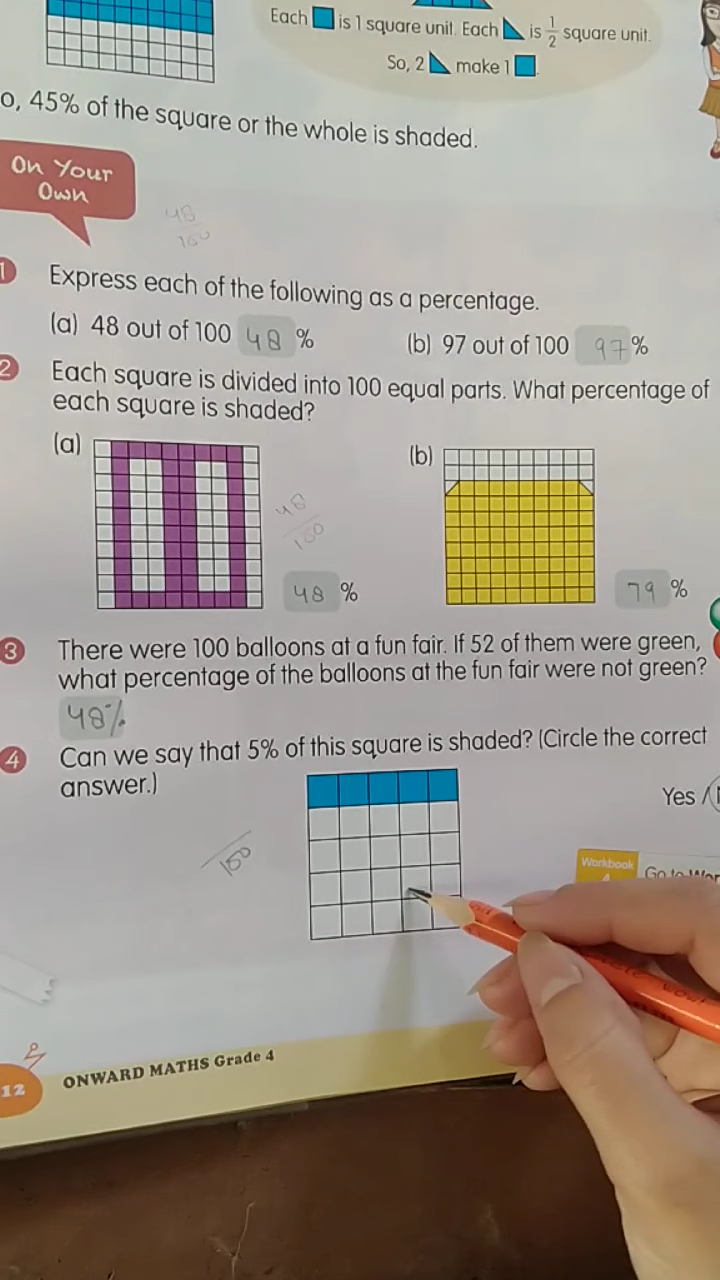 Each is 1 square unit. Each is 1/2 square unit.
So, 2 make 1 .
o, 45% of the square or the whole is shaded.
On Your
Own
48
100
1 Express each of the following as a percentage.
(a) 48 out of 100 48 %
(b) 97 out of 100 97 %
2 Each square is divided into 100 equal parts. What percentage of
each square is shaded?
(a)
(b)
48
100
48 %
79 %
3 There were 100 balloons at a fun fair. If 52 of them were green,
what percentage of the balloons at the fun fair were not green?
48%
4 Can we say that 5% of this square is shaded? (Circle the correct
answer.)
Yes /
100
Workbook
Go to
12 ONWARD MATHS Grade 4